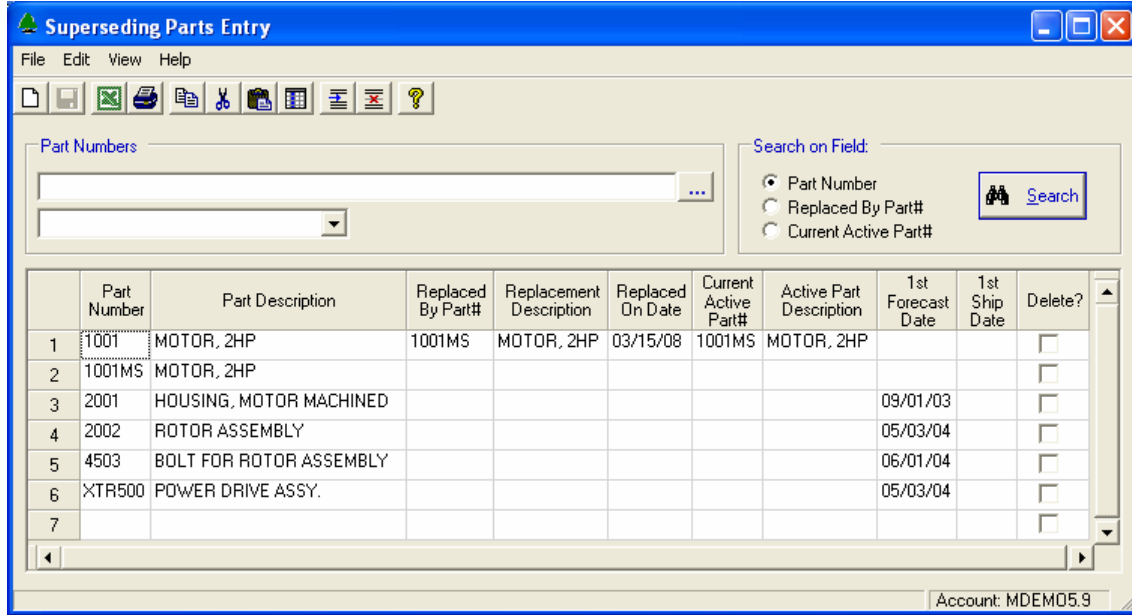 Superseding Parts Entry
File Edit View Help
Part Numbers
...
Search on Field:
Part Number
Replaced By Part#
Current Active Part#
Search
Part Number Part Description Replaced By Part# Replacement Description Replaced On Date Current Active Part# Active Part Description 1st Forecast Date 1st Ship Date Delete?
1 1001 MOTOR, 2HP 1001MS MOTOR, 2HP 03/15/08 1001MS MOTOR, 2HP
2 1001MS MOTOR, 2HP
3 2001 HOUSING, MOTOR MACHINED 09/01/03
4 2002 ROTOR ASSEMBLY 05/03/04
5 4503 BOLT FOR ROTOR ASSEMBLY 06/01/04
6 XTR500 POWER DRIVE ASSY. 05/03/04
7
Account: MDEMO5.9